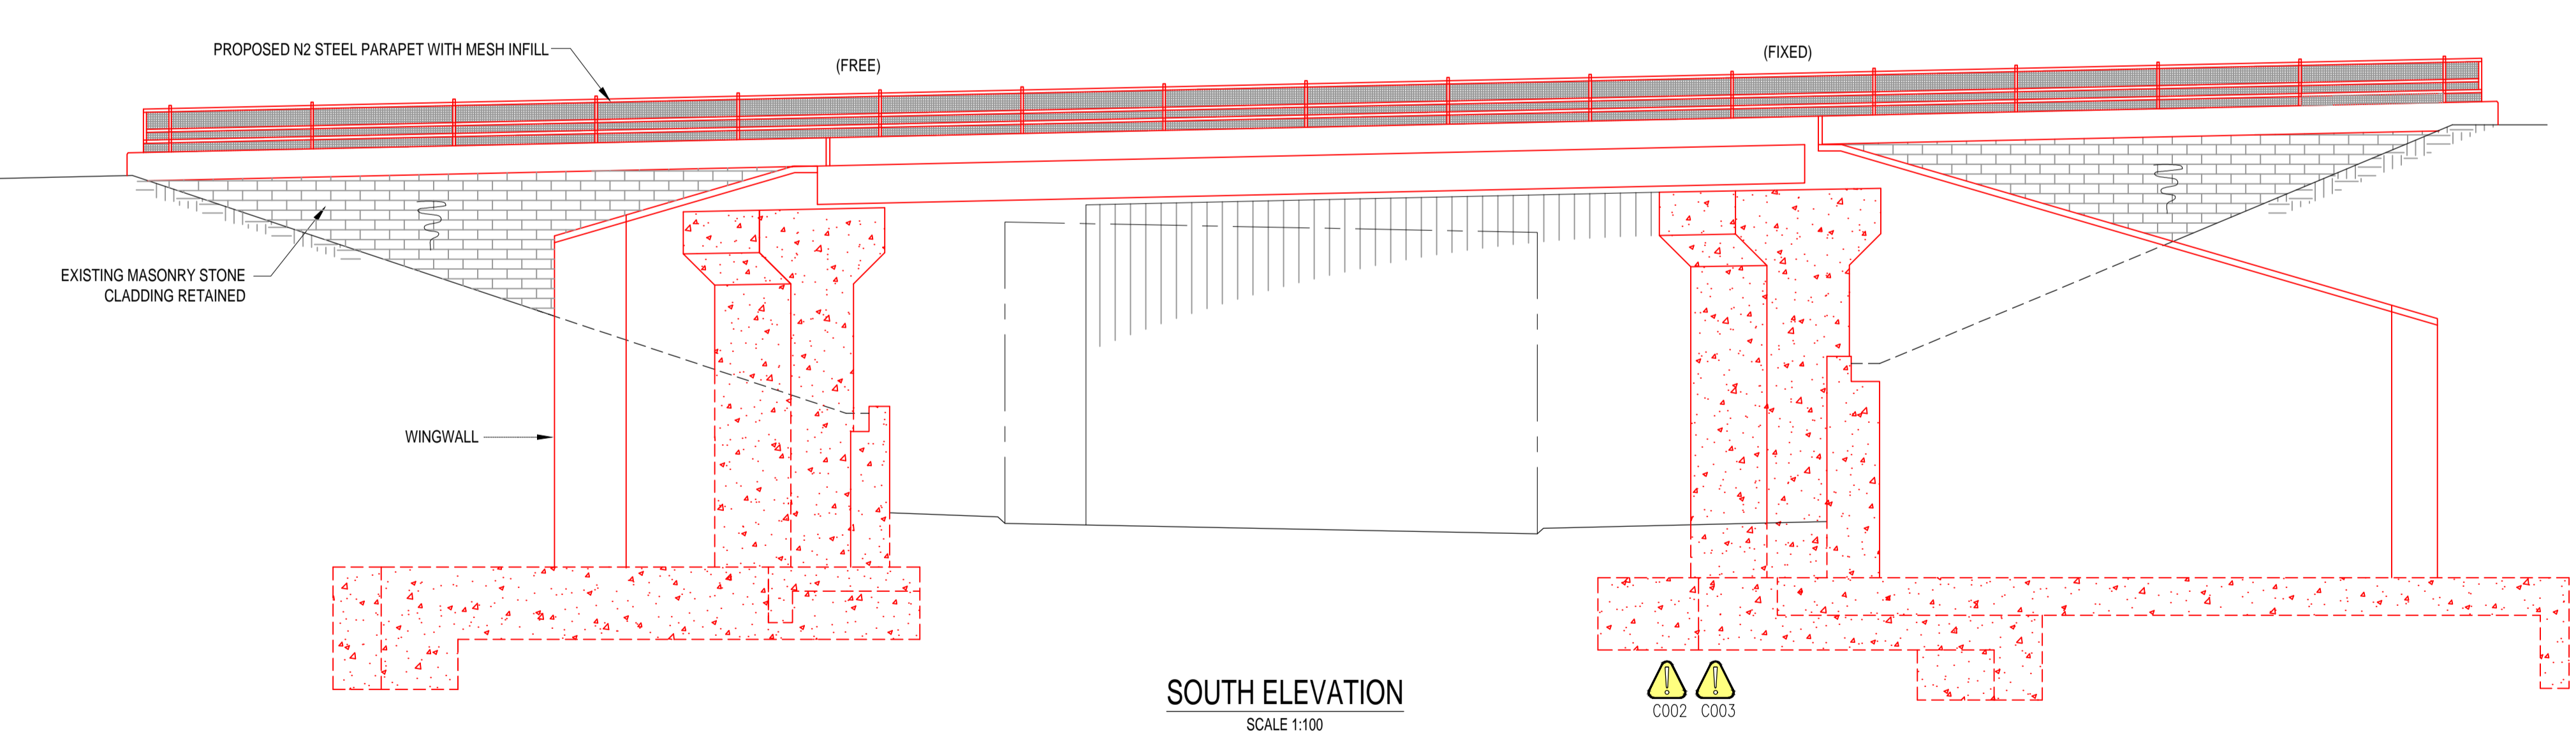 PROPOSED N2 STEEL PARAPET WITH MESH INFILL
(FREE)
(FIXED)
EXISTING MASONRY STONE
CLADDING RETAINED
WINGWALL
SOUTH ELEVATION
SCALE 1:100
! !
C002 C003